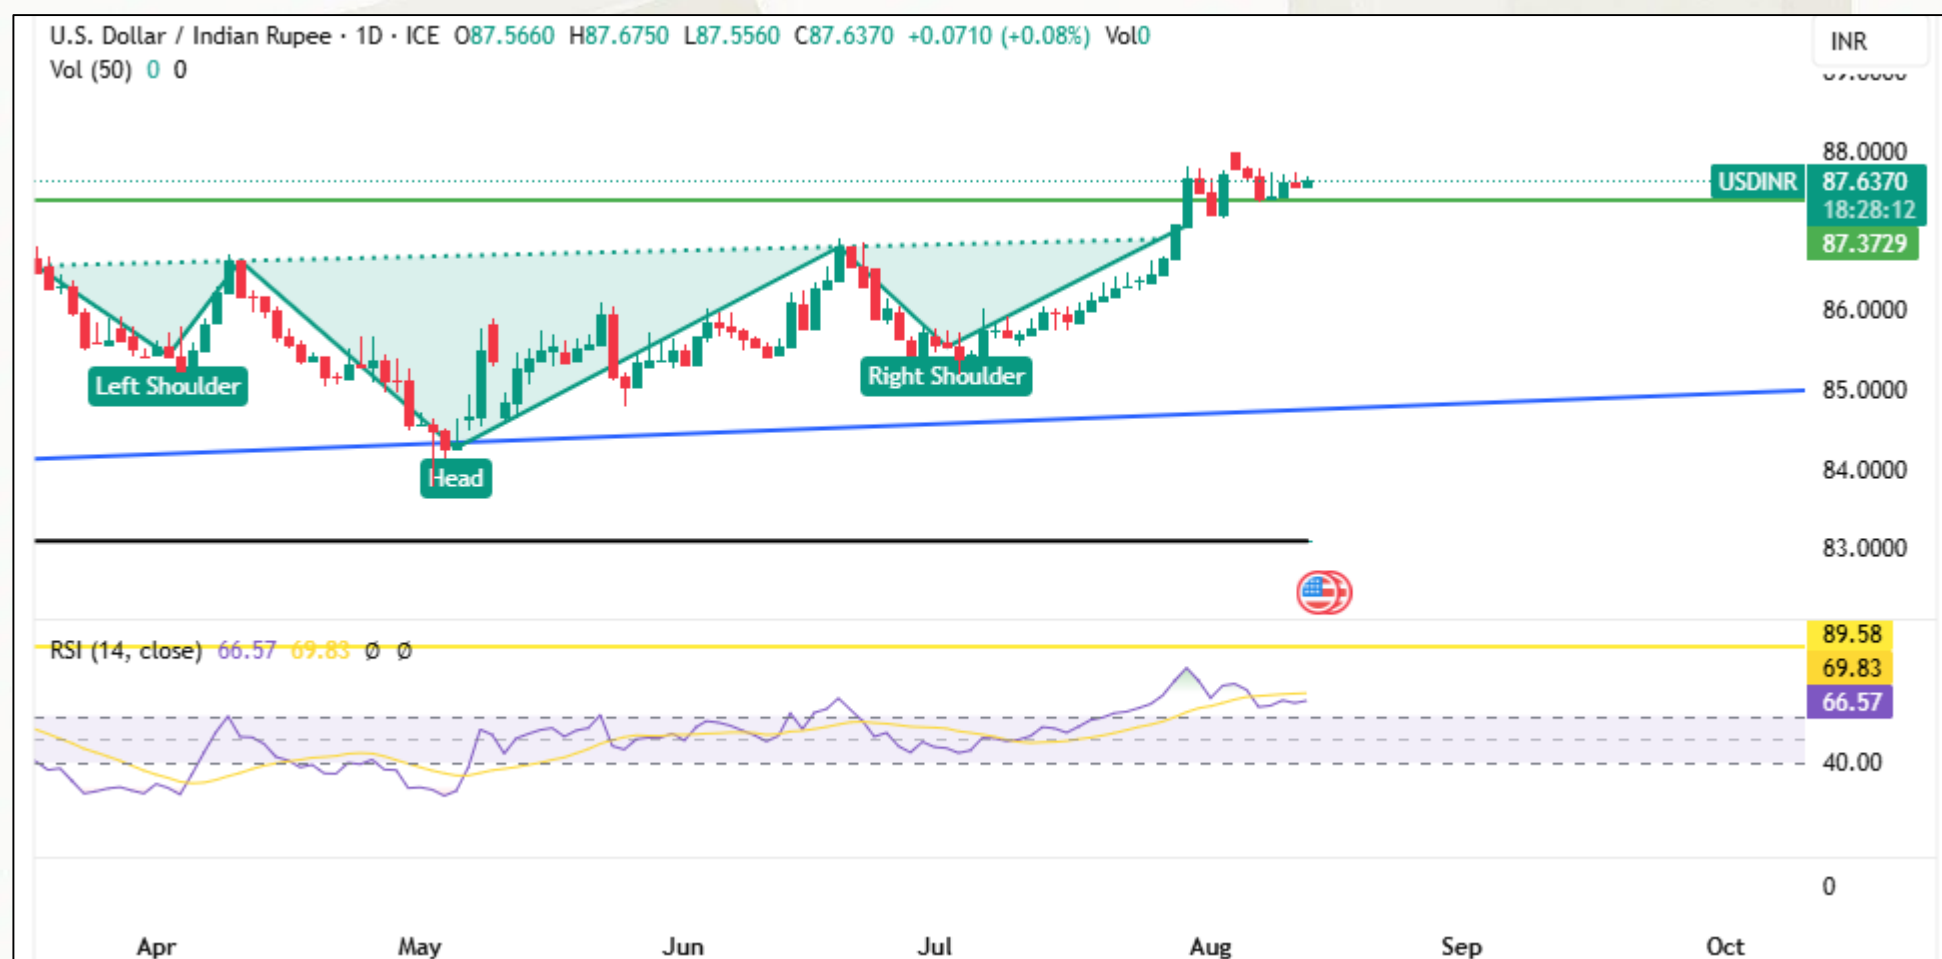 U.S. Dollar / Indian Rupee · 1D · ICE O87.5660 H87.6750 L87.5560 C87.6370 +0.0710 (+0.08%) Vol0
INR
Vol (50) 0 0
88.0000
USDINR 87.6370
18:28:12
87.3729
86.0000
Left Shoulder
Right Shoulder
85.0000
Head
84.0000
83.0000
RSI (14, close) 66.57 69.83 Ø Ø
89.58
69.83
66.57
40.00
0
Apr May Jun Jul Aug Sep Oct